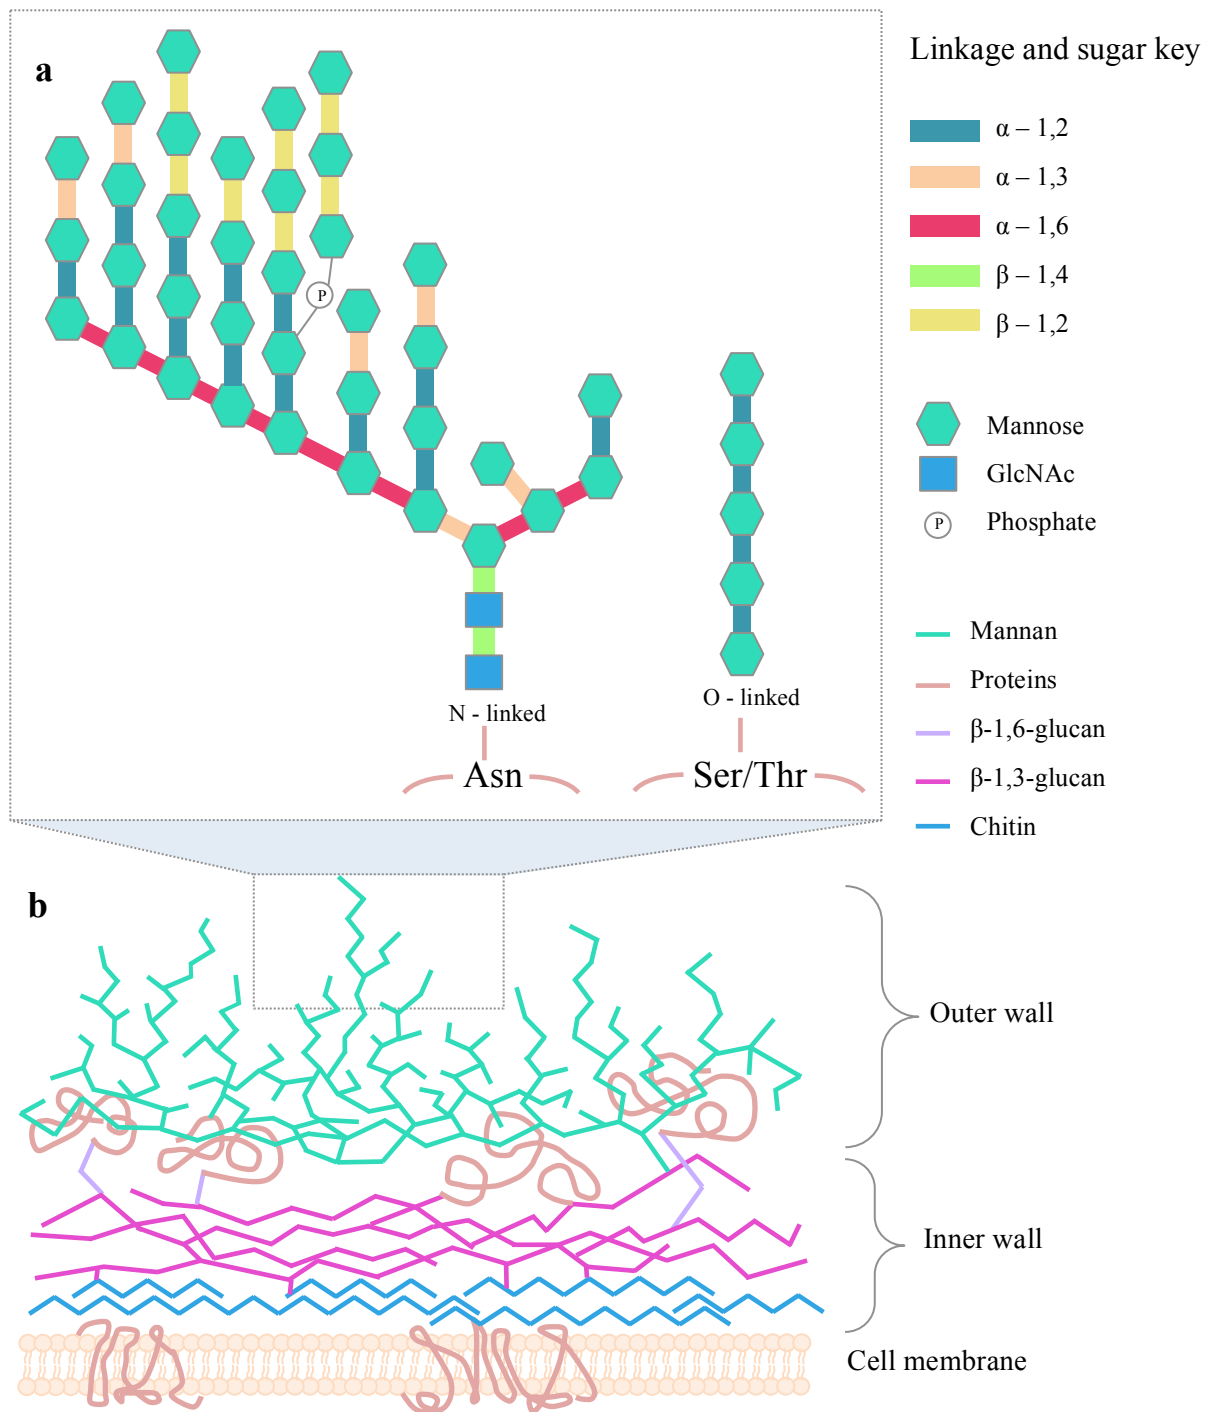 a
Linkage and sugar key
α – 1,2
α – 1,3
α – 1,6
β – 1,4
β – 1,2
P
Mannose
GlcNAc
P
Phosphate
N - linked
O - linked
Asn
Ser/Thr
Mannan
Proteins
β-1,6-glucan
β-1,3-glucan
Chitin
b
Outer wall
Inner wall
Cell membrane